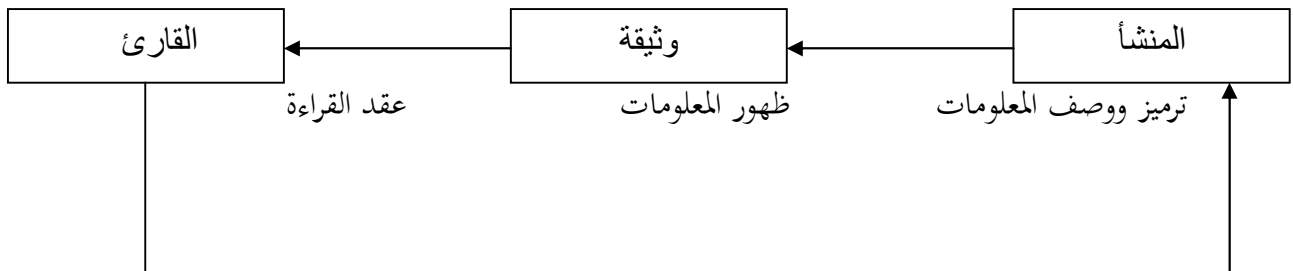 المنشأ
وثيقة
القارئ
ترميز ووصف المعلومات
ظهور المعلومات
عقد القراءة